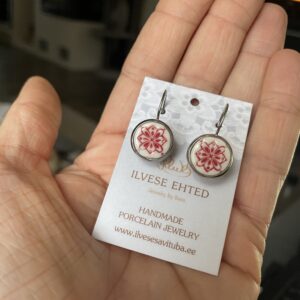 ILVESE EHTED
HANDMADE
PORCELAIN JEWELRY
www.ilvesesavituba.ee